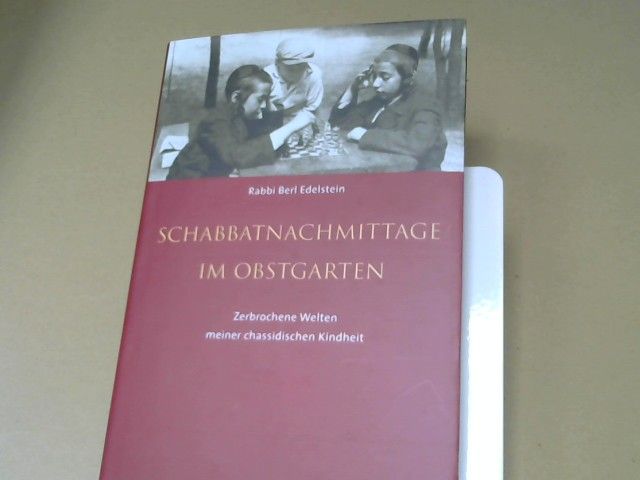 Rabbi Berl Edelstein
SCHABBATNACHMITTAGE
IM OBSTGARTEN
Zerbrochene Welten
meiner chassidischen Kindheit